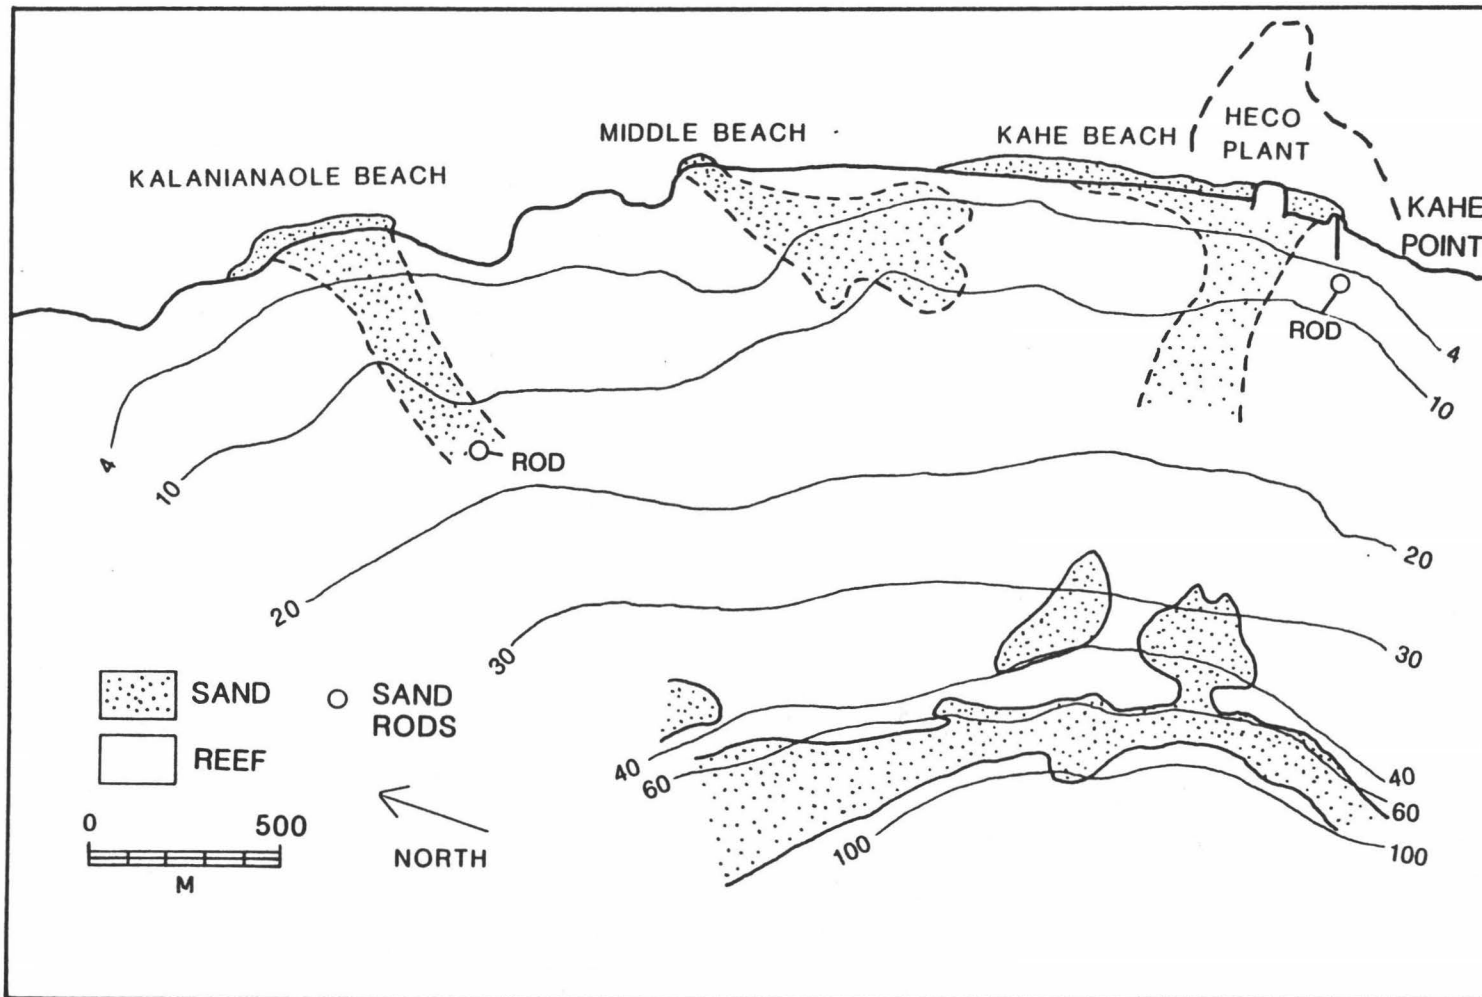 HECO
PLANT
MIDDLE BEACH
KAHE BEACH
KALANIANAOLE BEACH
KAHE
POINT
ROD
4
10
ROD
4
10
20
20
30
30
SAND
SAND
RODS
REEF
40
60
40
60
100
100
0 500
M
NORTH